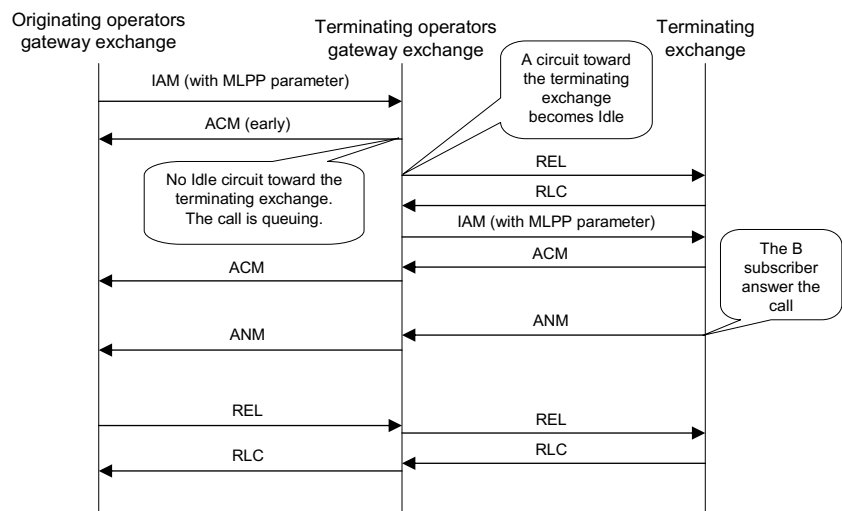 Originating operators
gateway exchange
Terminating operators
gateway exchange
Terminating
exchange
IAM (with MLPP parameter)
A circuit toward
the terminating
exchange
becomes Idle
ACM (early)
No Idle circuit toward the
terminating exchange.
The call is queuing.
REL
RLC
IAM (with MLPP parameter)
ACM
ACM
The B
subscriber
answer the
call
ANM
ANM
REL
REL
RLC
RLC